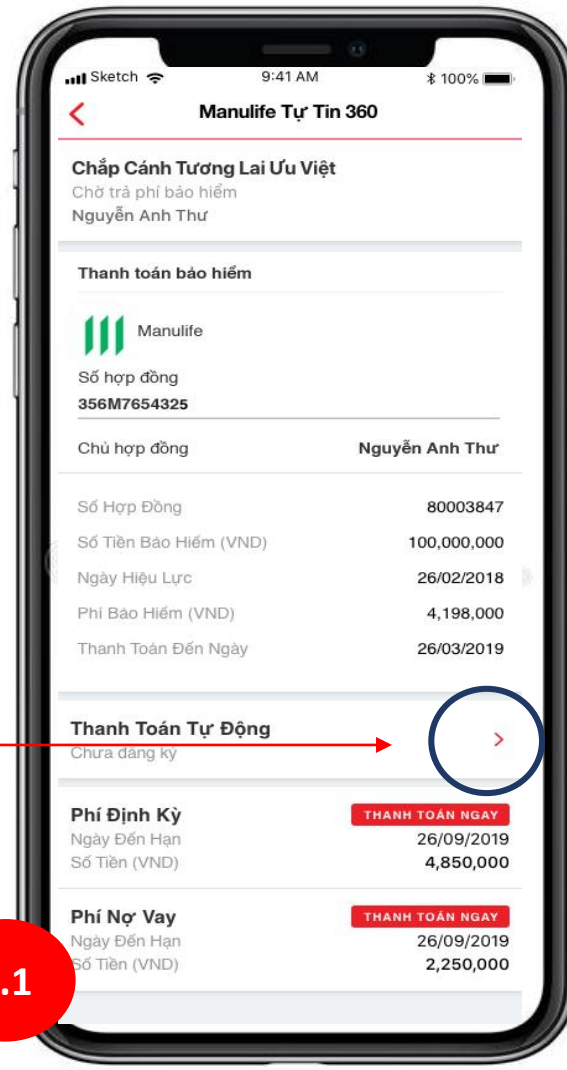 Sketch 9:41 AM 100%
Manulife Tự Tin 360
Chắp Cánh Tương Lai Ưu Việt
Chờ trả phí bảo hiểm
Nguyễn Anh Thư
Thanh toán bảo hiểm
Manulife
Số hợp đồng
356M7654325
Chủ hợp đồng Nguyễn Anh Thư
Số Hợp Đồng 80003847
Số Tiền Bảo Hiểm (VND) 100,000,000
Ngày Hiệu Lực 26/02/2018
Phí Bảo Hiểm (VND) 4,198,000
Thanh Toán Đến Ngày 26/03/2019
Thanh Toán Tự Động
Chưa đăng ký
Phí Định Kỳ THANH TOÁN NGAY
Ngày Đến Hạn 26/09/2019
Số Tiền (VND) 4,850,000
Phí Nợ Vay THANH TOÁN NGAY
Ngày Đến Hạn 26/09/2019
Số Tiền (VND) 2,250,000
.1